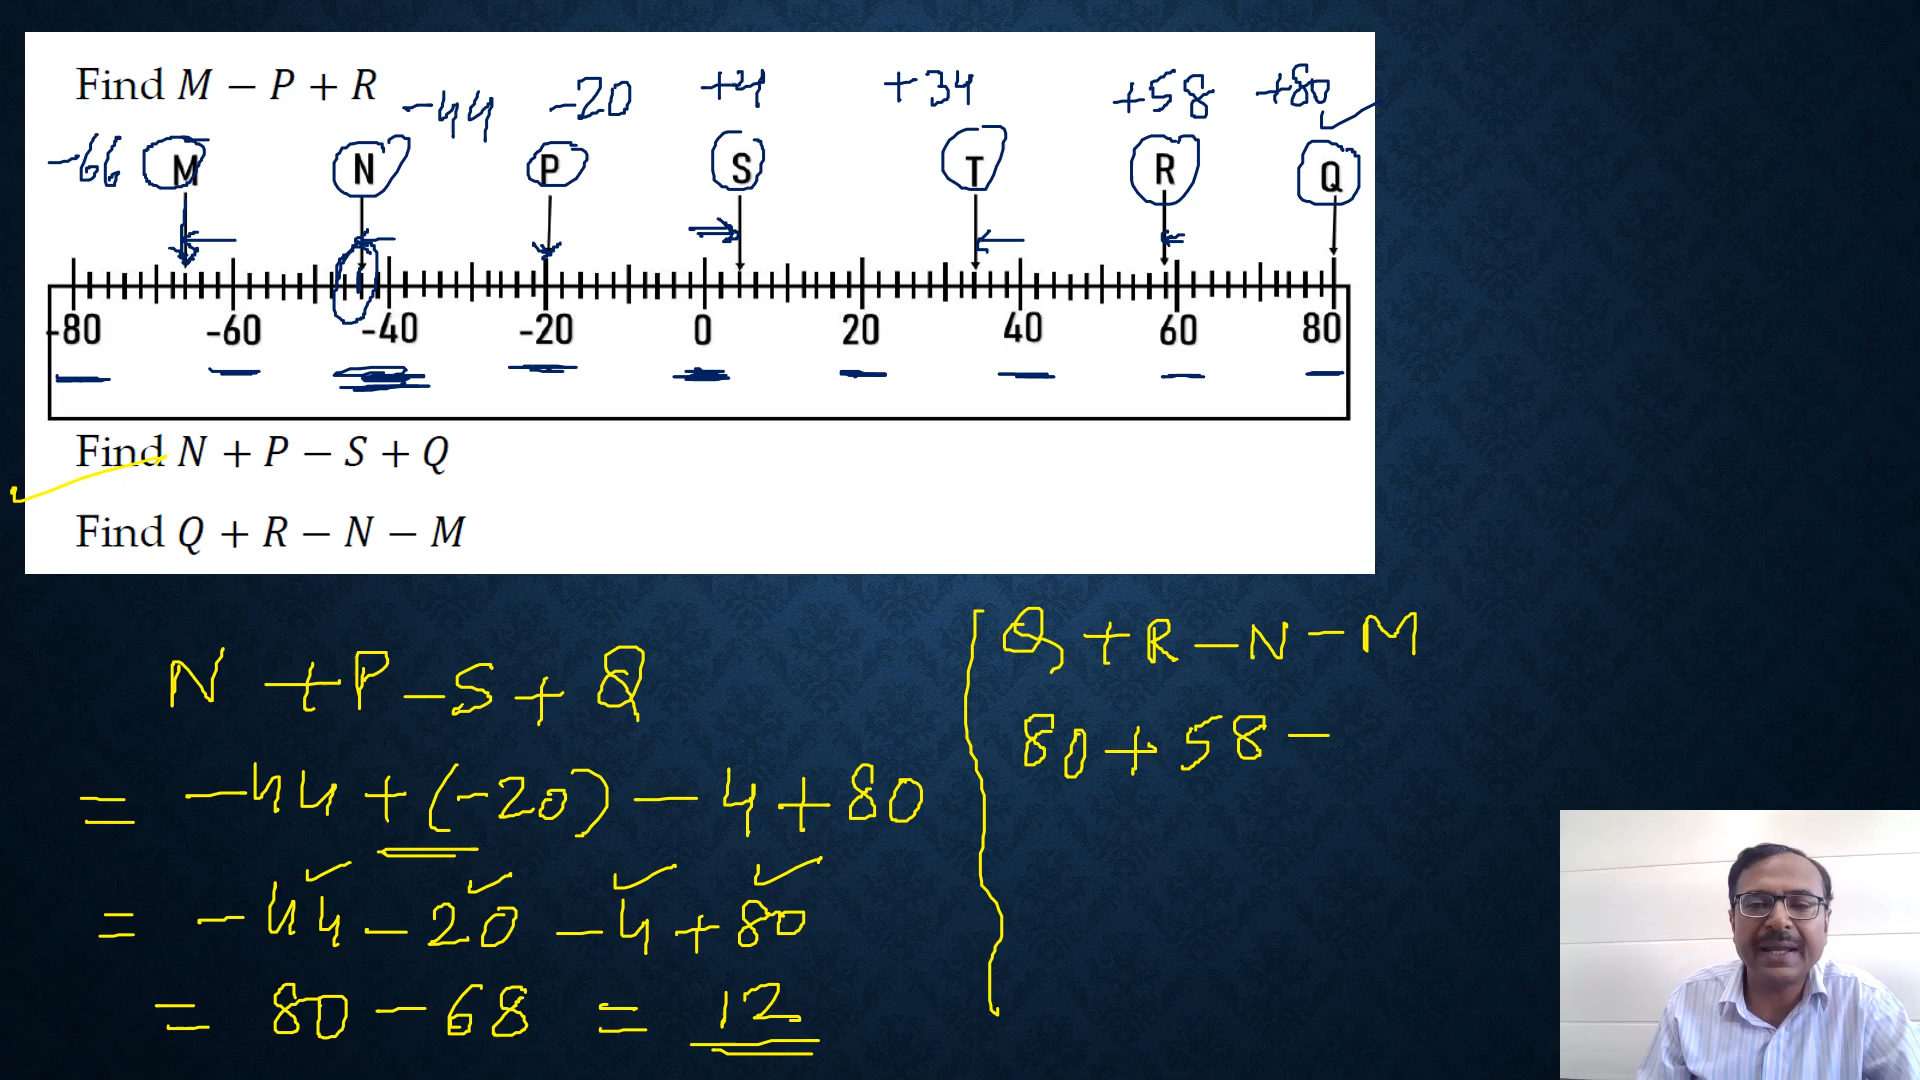 Find M − P + R
-44 -20 +4 +34 +58 +80
-66 M N P S T R Q
-80 -60 -40 -20 0 20 40 60 80
Find N + P − S + Q
Find Q + R − N − M
N + P - S + Q
= -44 + (-20) - 4 + 80
= -44 - 20 - 4 + 80
= 80 - 68 = 12
Q + R - N - M
80 + 58 -